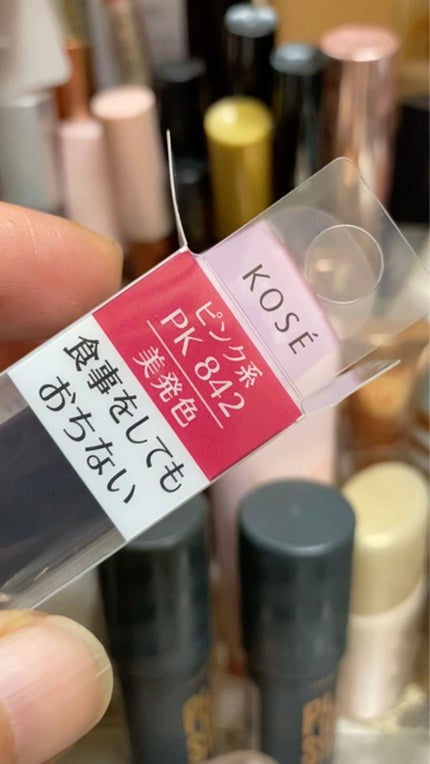 KOSÉ
ピンク系
PK 842
美発色
食事をしても
おちない